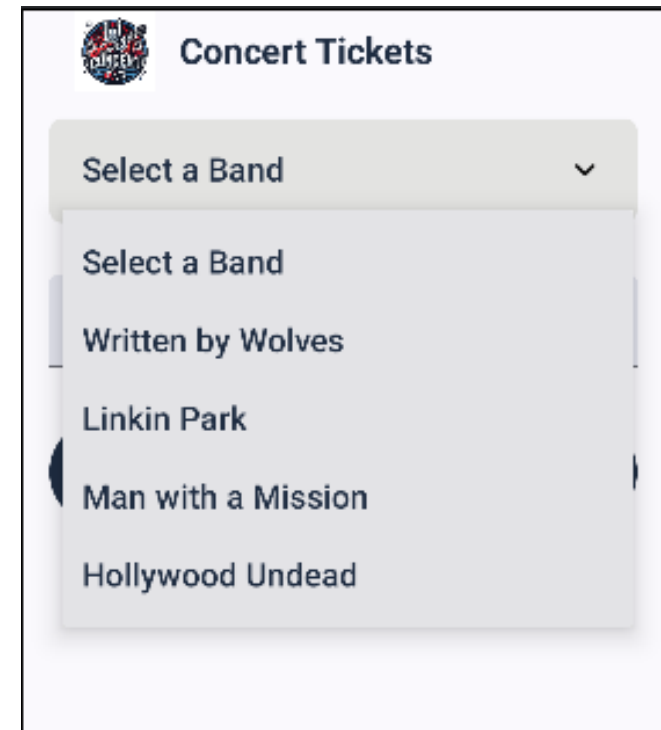 Concert Tickets
Select a Band
Select a Band
Written by Wolves
Linkin Park
Man with a Mission
Hollywood Undead